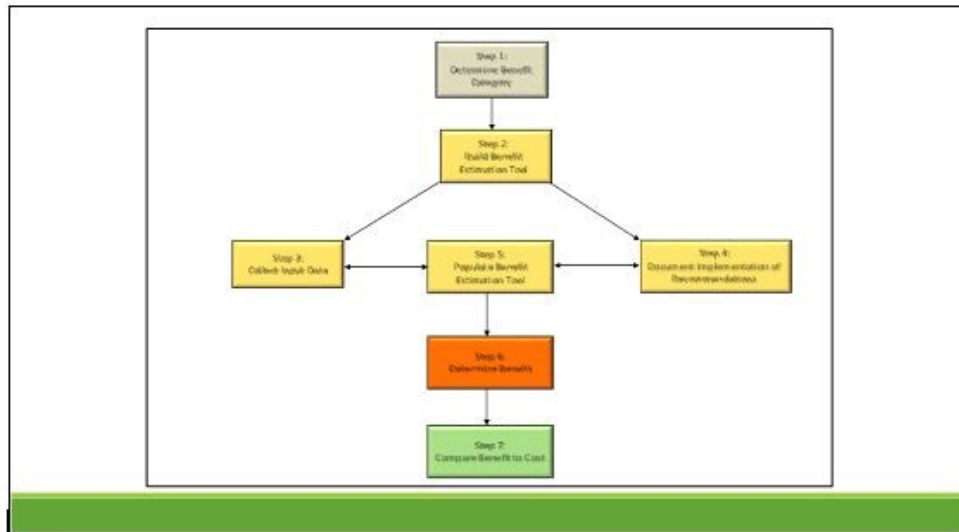 Step 1:
Determine Benefit
Category
Step 2:
Build Benefit
Estimation Tool
Step 3:
Collect Input Data
Step 5:
Populate Benefit
Estimation Tool
Step 4:
Document Implementation of
Recommendations
Step 6:
Determine Benefit
Step 7:
Compare Benefit to Cost